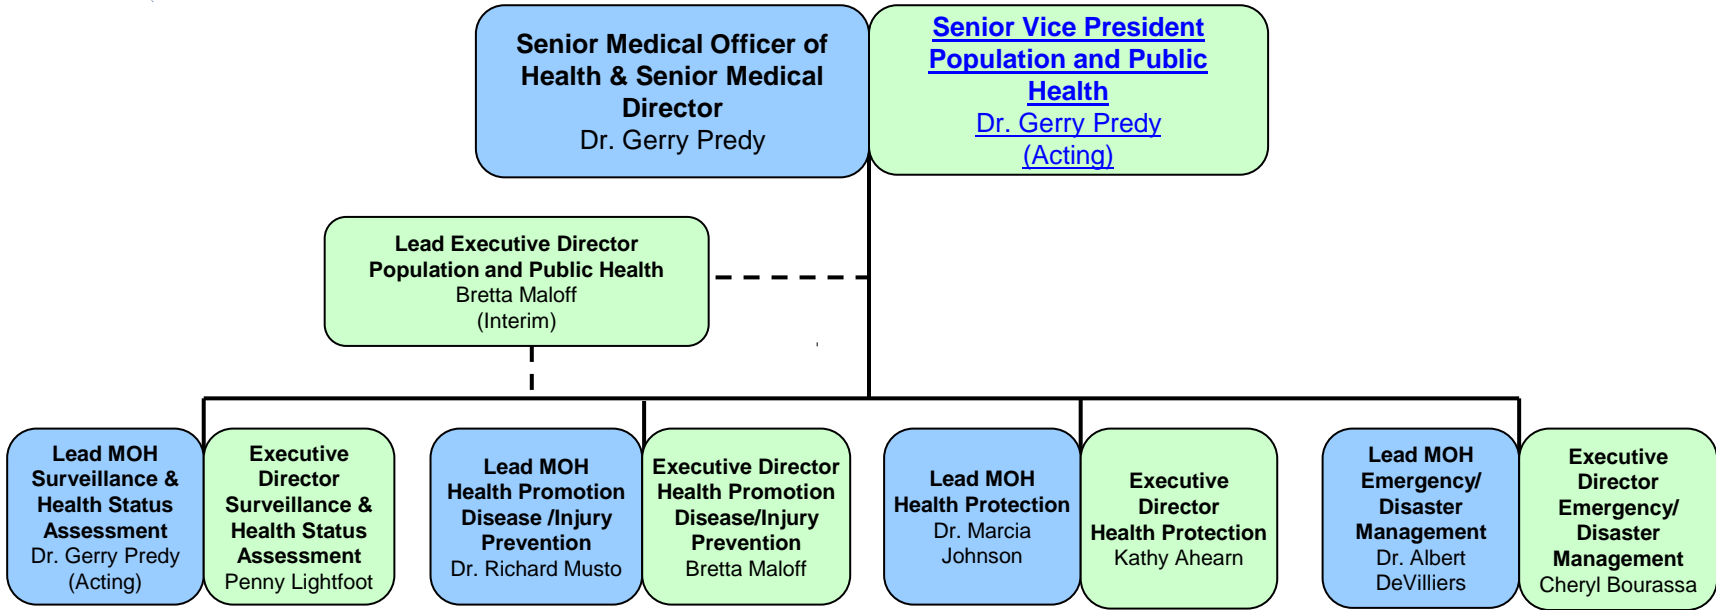 Senior Medical Officer of
Health & Senior Medical
Director
Dr. Gerry Predy
Senior Vice President
Population and Public
Health
Dr. Gerry Predy
(Acting)
Lead Executive Director
Population and Public Health
Bretta Maloff
(Interim)
Lead MOH
Surveillance &
Health Status
Assessment
Dr. Gerry Predy
(Acting)
Executive
Director
Surveillance &
Health Status
Assessment
Penny Lightfoot
Lead MOH
Health Promotion
Disease /Injury
Prevention
Dr. Richard Musto
Executive Director
Health Promotion
Disease/Injury
Prevention
Bretta Maloff
Lead MOH
Health Protection
Dr. Marcia
Johnson
Executive
Director
Health Protection
Kathy Ahearn
Lead MOH
Emergency/
Disaster
Management
Dr. Albert
DeVilliers
Executive
Director
Emergency/
Disaster
Management
Cheryl Bourassa